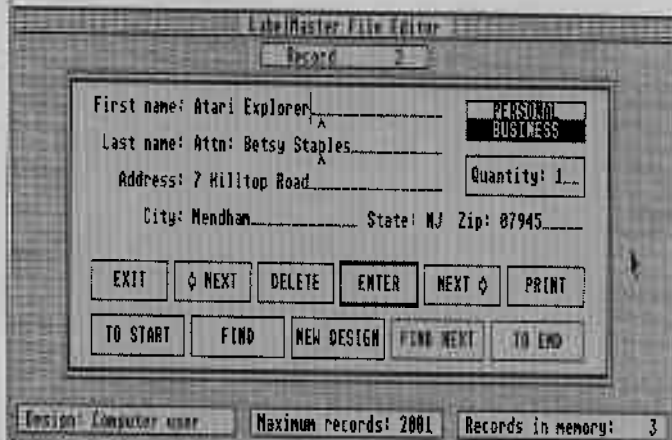 LabelMaster File Editor
Record 2
First name: Atari Explorer
PERSONAL
BUSINESS
Last name: Attn: Betsy Staples
Address: 7 Hilltop Road
Quantity: 1
City: Mendham State: NJ Zip: 07945
EXIT ⇦ NEXT DELETE ENTER NEXT ⇨ PRINT
TO START FIND NEW DESIGN FIND NEXT TO END
Design: Computer user Maximum records: 2001 Records in memory: 3